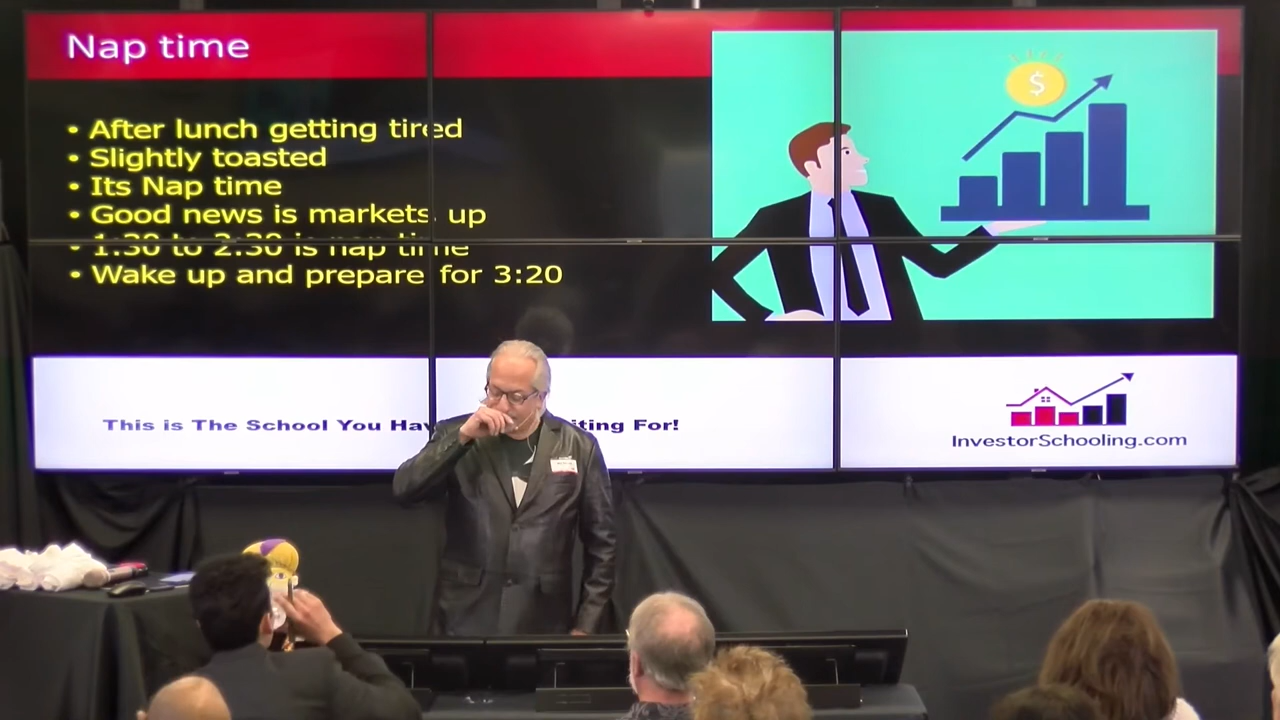 Nap time
$
• After lunch getting tired
• Slightly toasted
• Its Nap time
• Good news is markets up
• 1:30 to 2:30 is nap time
• Wake up and prepare for 3:20
This is The School You Hav iting For!
InvestorSchooling.com